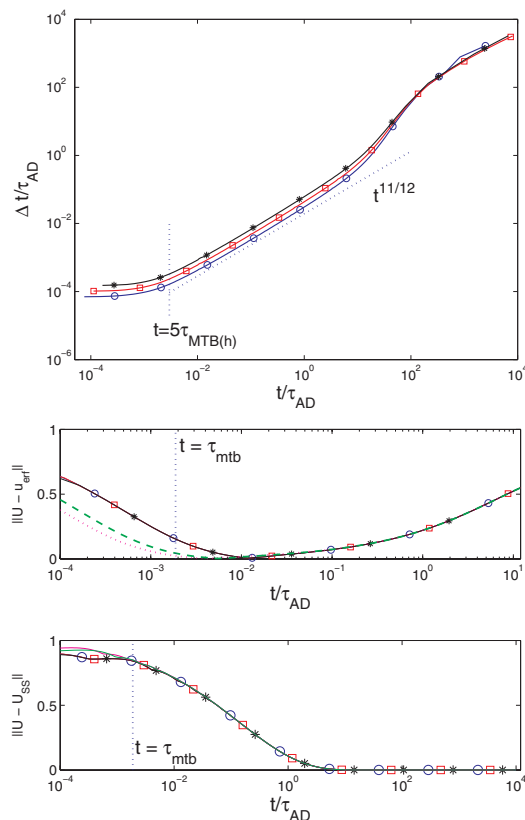 10^4
10^2
10^0
10^-2
10^-4
10^-6
Δ t/τ_AD
t^11/12
t=5τ_MTB(h)
10^-4 10^-2 10^0 10^2 10^4
t/τ_AD
1
0.5
0
||U − u_erf||
t = τ_mtb
10^-4 10^-3 10^-2 10^-1 10^0 10^1
t/τ_AD
1
0.5
0
||U − U_SS||
t = τ_mtb
10^-4 10^-2 10^0 10^2 10^4
t/τ_AD